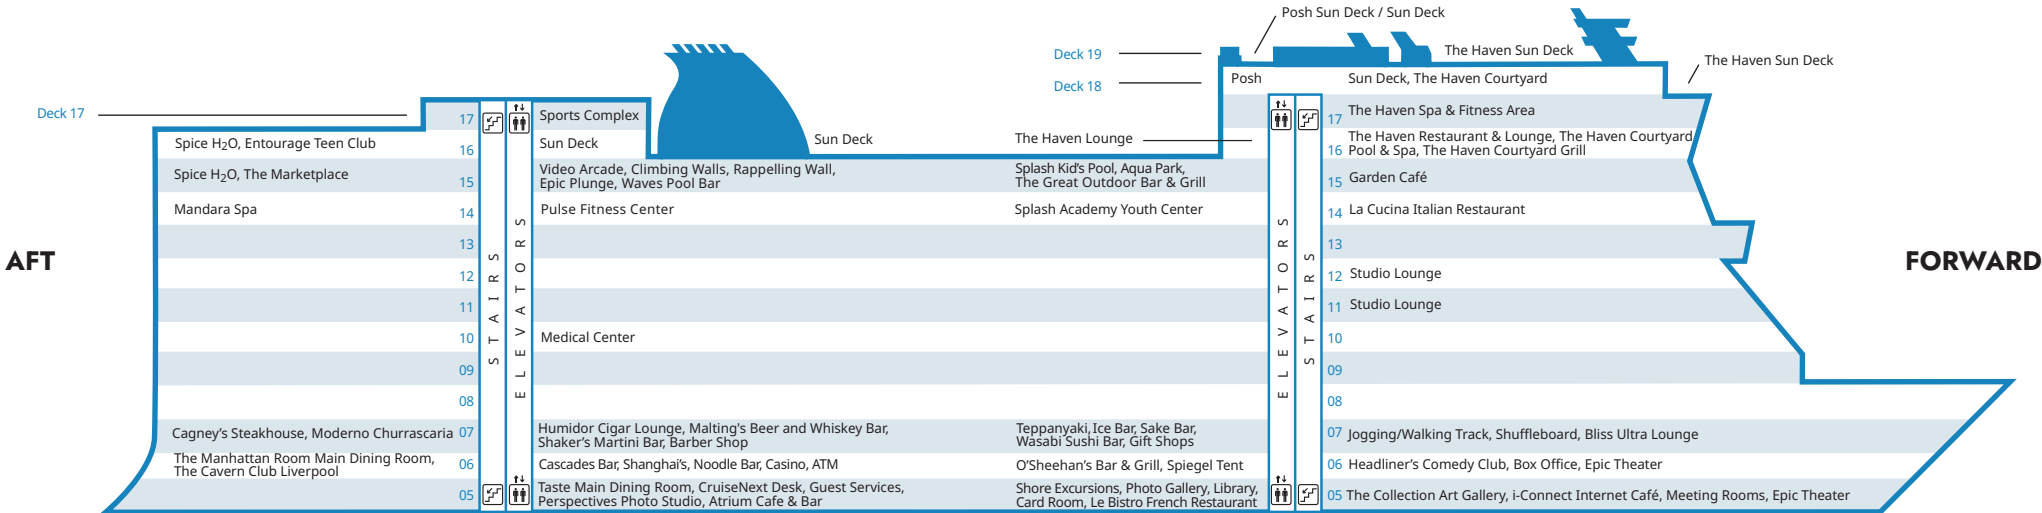 Posh Sun Deck / Sun Deck
Deck 19
The Haven Sun Deck
The Haven Sun Deck
Deck 18
Posh
Sun Deck, The Haven Courtyard
Deck 17
17
Sports Complex
17
The Haven Spa & Fitness Area
Spice H2O, Entourage Teen Club
16
Sun Deck
Sun Deck
The Haven Lounge
16
The Haven Restaurant & Lounge, The Haven Courtyard
Pool & Spa, The Haven Courtyard Grill
Spice H2O, The Marketplace
15
Video Arcade, Climbing Walls, Rappelling Wall,
Epic Plunge, Waves Pool Bar
Splash Kid's Pool, Aqua Park,
The Great Outdoor Bar & Grill
15
Garden Café
Mandara Spa
14
Pulse Fitness Center
Splash Academy Youth Center
14
La Cucina Italian Restaurant
13
13
AFT
FORWARD
STAIRS
ELEVATORS
ELEVATORS
STAIRS
12
12
Studio Lounge
11
11
Studio Lounge
10
Medical Center
10
09
09
08
08
Cagney's Steakhouse, Moderno Churrascaria
07
Humidor Cigar Lounge, Malting's Beer and Whiskey Bar,
Shaker's Martini Bar, Barber Shop
Teppanyaki, Ice Bar, Sake Bar,
Wasabi Sushi Bar, Gift Shops
07
Jogging/Walking Track, Shuffleboard, Bliss Ultra Lounge
The Manhattan Room Main Dining Room,
The Cavern Club Liverpool
06
Cascades Bar, Shanghai's, Noodle Bar, Casino, ATM
O'Sheehan's Bar & Grill, Spiegel Tent
06
Headliner's Comedy Club, Box Office, Epic Theater
05
Taste Main Dining Room, CruiseNext Desk, Guest Services,
Perspectives Photo Studio, Atrium Cafe & Bar
Shore Excursions, Photo Gallery, Library,
Card Room, Le Bistro French Restaurant
05
The Collection Art Gallery, i-Connect Internet Café, Meeting Rooms, Epic Theater